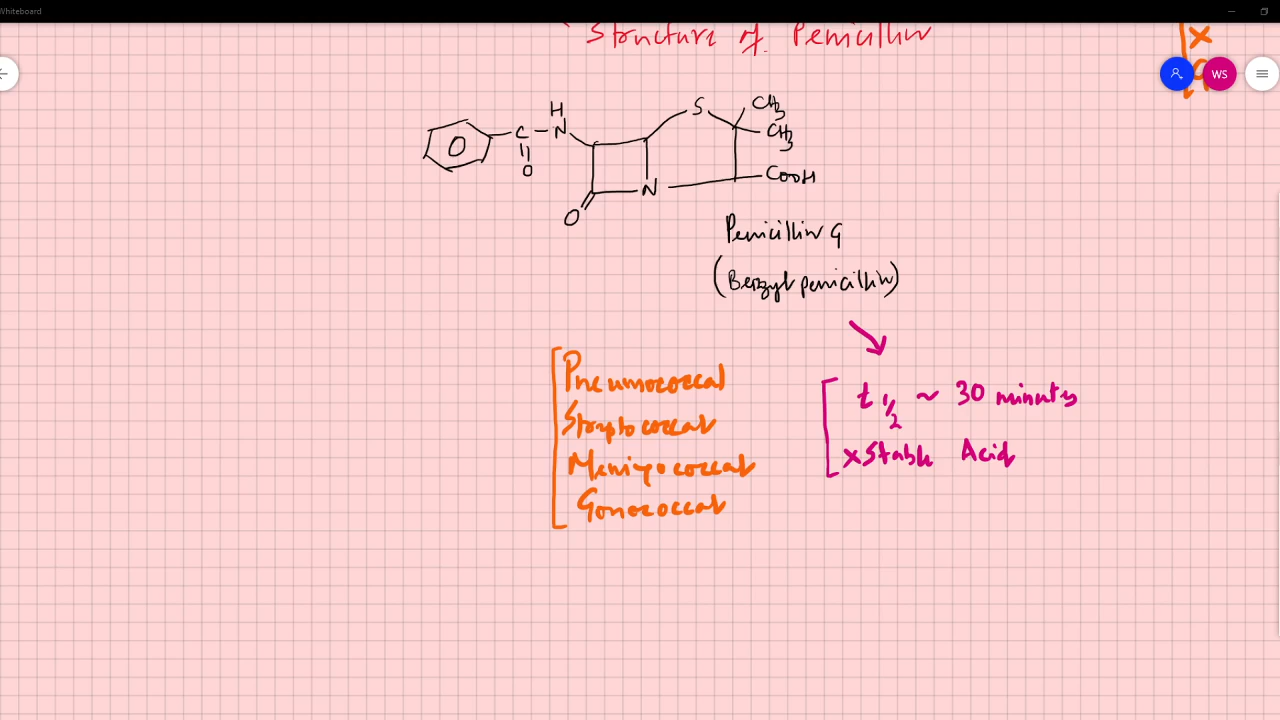 Whiteboard
Structure of Penicillin
x
WS
H
S
CH3
C
N
CH3
O
O
N
COOH
O
Penicillin G
(Benzyl penicillin)
Pneumococcal
Streptococcal
Meningococcal
Gonococcal
t 1/2 ~ 30 minutes
x Stable Acid